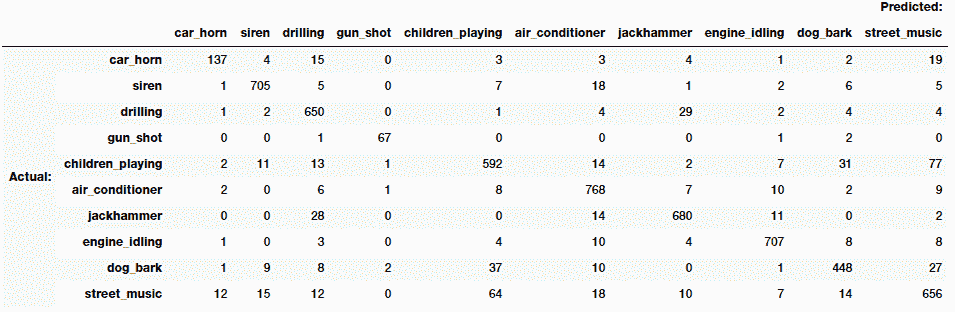 Predicted:
car_horn siren drilling gun_shot children_playing air_conditioner jackhammer engine_idling dog_bark street_music
car_horn 137 4 15 0 3 3 4 1 2 19
siren 1 705 5 0 7 18 1 2 6 5
drilling 1 2 650 0 1 4 29 2 4 4
gun_shot 0 0 1 67 0 0 0 1 2 0
children_playing 2 11 13 1 592 14 2 7 31 77
Actual:
air_conditioner 2 0 6 1 8 768 7 10 2 9
jackhammer 0 0 28 0 0 14 680 11 0 2
engine_idling 1 0 3 0 4 10 4 707 8 8
dog_bark 1 9 8 2 37 10 0 1 448 27
street_music 12 15 12 0 64 18 10 7 14 656